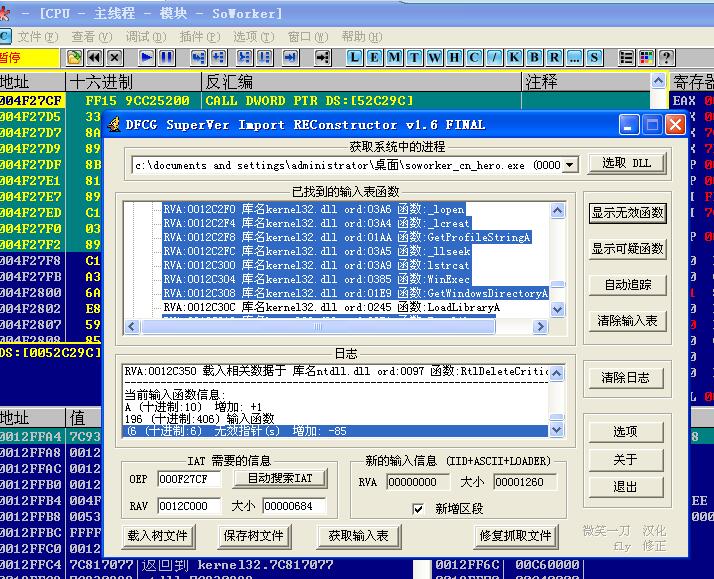 - [CPU - 主线程 - 模块 - SoWorker]
C 文件(F) 查看(V) 调试(D) 插件(P) 选项(T) 窗口(W) 帮助(H)
暂停 L E M T W H C / K B R ... S ?
地址 十六进制 反汇编 注释 寄存器
004F27CF FF15 9CC25200 CALL DWORD PTR DS:[52C29C] EAX
004F27D5 33
004F27D7 8A
004F27DF 8B
004F27E1 81
004F27E7 89
004F27ED C1
004F27F0 03
004F27F2 89
004F27F8 C1
004F27FB A3
004F2800 6A
004F2802 E8
004F2807 59
DS:[0052C29C]
地址 值
0012FFA4 7C93
0012FFA8 0012
0012FFAC 0012
0012FFB0 0012
0012FFB4 004F
0012FFB8 0053
0012FFBC FFFF
0012FFC0 0012
0012FFC4 7C817077 返回到 kernel32.7C817077
0012FF6C 00C60000
DFCG SuperVer Import REConstructor v1.6 FINAL
获取系统中的进程
c:\documents and settings\administrator\桌面\soworker_cn_hero.exe (0000
选取 DLL
已找到的输入表函数
RVA:0012C2F0 库名kernel32.dll ord:03A6 函数:_lopen
RVA:0012C2F4 库名kernel32.dll ord:03A4 函数:_lcreat
RVA:0012C2F8 库名kernel32.dll ord:01AA 函数:GetProfileStringA
RVA:0012C2FC 库名kernel32.dll ord:03A5 函数:_llseek
RVA:0012C300 库名kernel32.dll ord:03A9 函数:lstrcat
RVA:0012C304 库名kernel32.dll ord:0385 函数:WinExec
RVA:0012C308 库名kernel32.dll ord:01E9 函数:GetWindowsDirectoryA
RVA:0012C30C 库名kernel32.dll ord:0245 函数:LoadLibraryA
显示无效函数
显示可疑函数
自动追踪
清除输入表
日志
RVA:0012C350 载入相关数据于 库名ntdll.dll ord:0097 函数:RtlDeleteCritic
当前输入函数信息:
A (十进制:10) 增加: +1
196 (十进制:406) 输入函数
(6 (十进制:6) 无效指针(s) 增加: -85
清除日志
选项
关于
退出
IAT 需要的信息
OEP 000F27CF 自动搜索IAT
RAV 0012C000 大小 00000684
新的输入信息 (IID+ASCII+LOADER)
RVA 00000000 大小 00001260
新增区段
载入树文件 保存树文件 获取输入表 修复抓取文件
微笑一刀 汉化
fly 修正